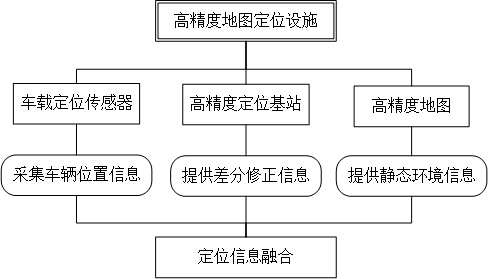 高精度地图定位设施
车载定位传感器
高精度定位基站
高精度地图
采集车辆位置信息
提供差分修正信息
提供静态环境信息
定位信息融合